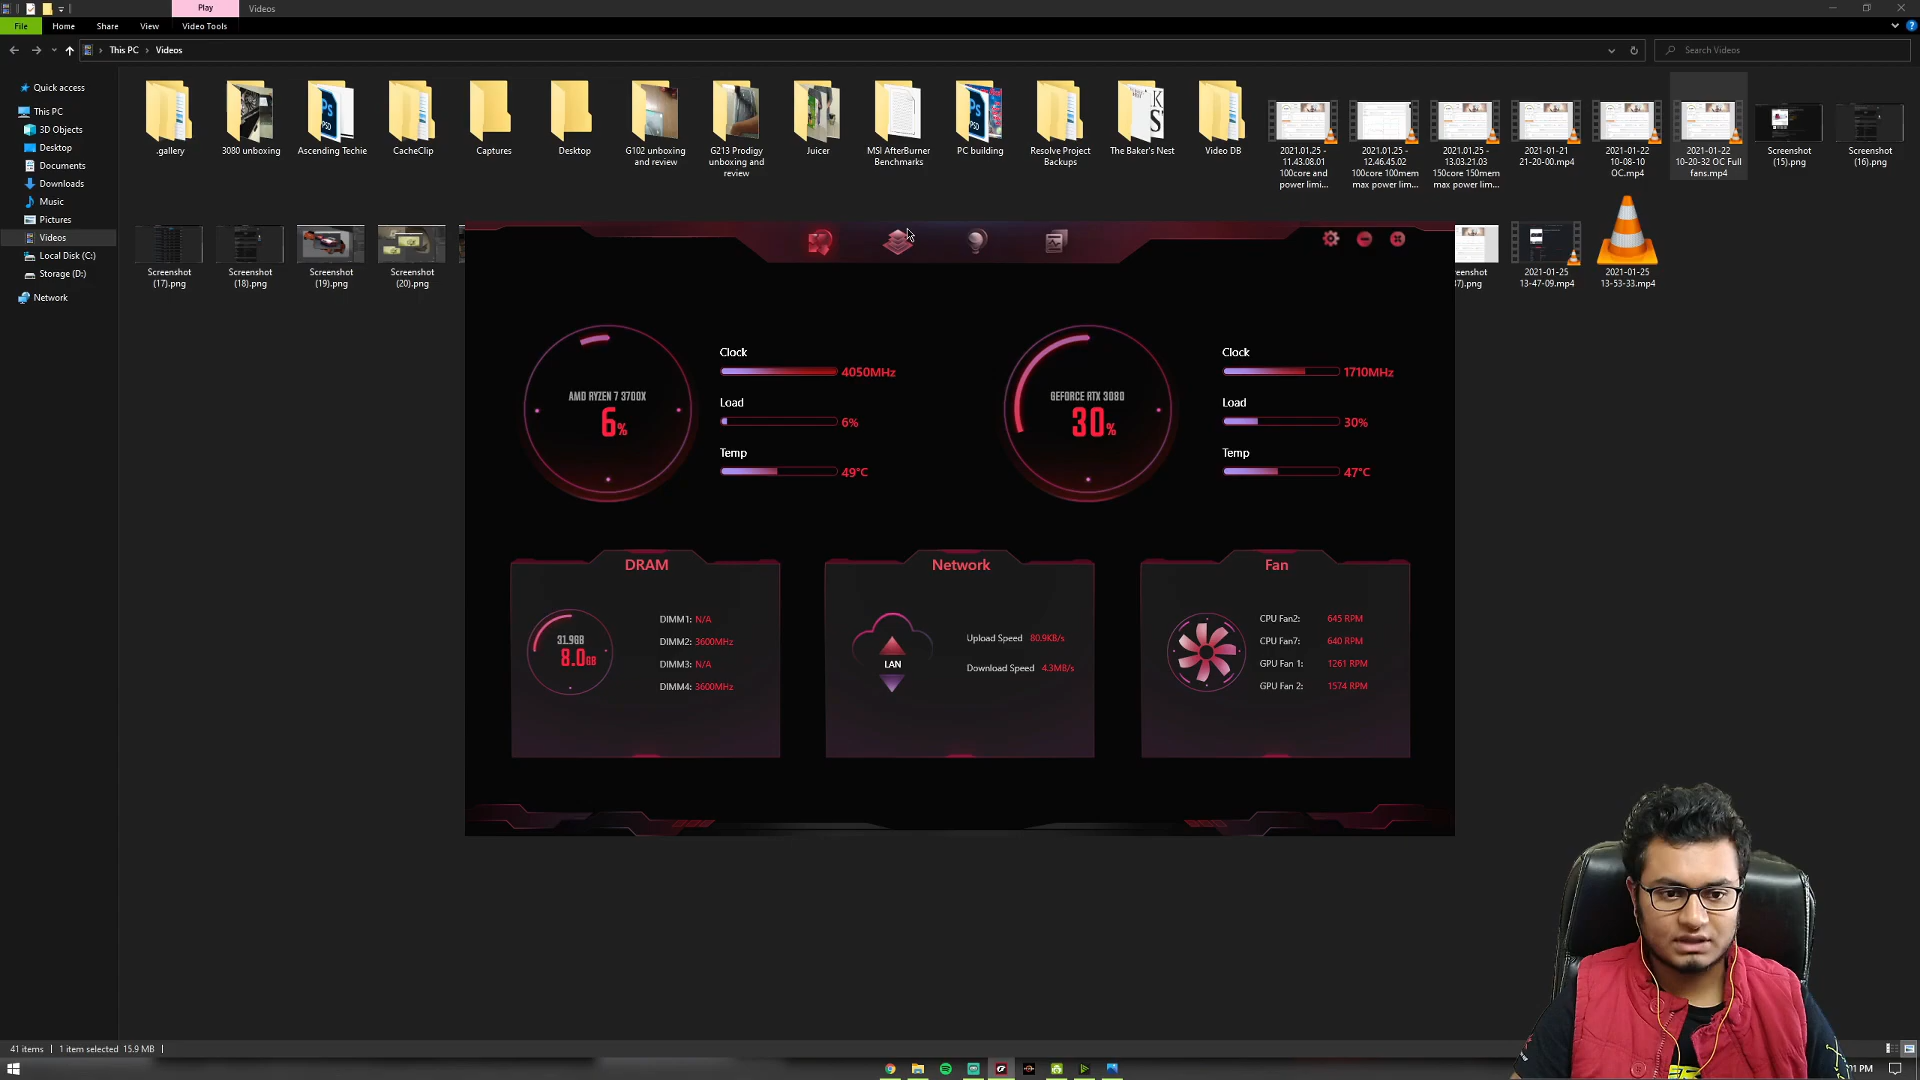 Play
Videos
File
Home
Share
View
Video Tools
This PC
Videos
Search Videos
Quick access
This PC
3D Objects
Desktop
Documents
Downloads
Music
Pictures
Videos
Local Disk (C:)
Storage (D:)
Network
.gallery
3080 unboxing
Ascending Techie
CacheClip
Captures
Desktop
G102 unboxing
and review
G213 Prodigy
unboxing and
review
Juicer
MSI AfterBurner
Benchmarks
PC building
Resolve Project
Backups
The Baker's Nest
Video DB
2021.01.25 -
11.43.08.01
100core and
power limi...
2021.01.25 -
12.46.45.02
100core 100mem
max power lim...
2021.01.25 -
13.03.21.03
150core 150mem
max power lim...
2021-01-21
21-20-00.mp4
2021-01-22
10-08-10
OC.mp4
2021-01-22
10-20-32 OC Full
fans.mp4
Screenshot
(15).png
Screenshot
(16).png
Screenshot
(17).png
Screenshot
(18).png
Screenshot
(19).png
Screenshot
(20).png
reenshot
7).png
2021-01-25
13-47-09.mp4
2021-01-25
13-53-33.mp4
AMD RYZEN 7 3700X
6%
Clock
4050MHz
Load
6%
Temp
49°C
GEFORCE RTX 3080
30%
Clock
1710MHz
Load
30%
Temp
47°C
DRAM
31.9GB
8.0GB
DIMM1: N/A
DIMM2: 3600MHz
DIMM3: N/A
DIMM4: 3600MHz
Network
LAN
Upload Speed 80.9KB/s
Download Speed 4.3MB/s
Fan
CPU Fan2: 645 RPM
CPU Fan7: 640 RPM
GPU Fan 1: 1261 RPM
GPU Fan 2: 1574 RPM
41 items
1 item selected 15.9 MB
:01 PM